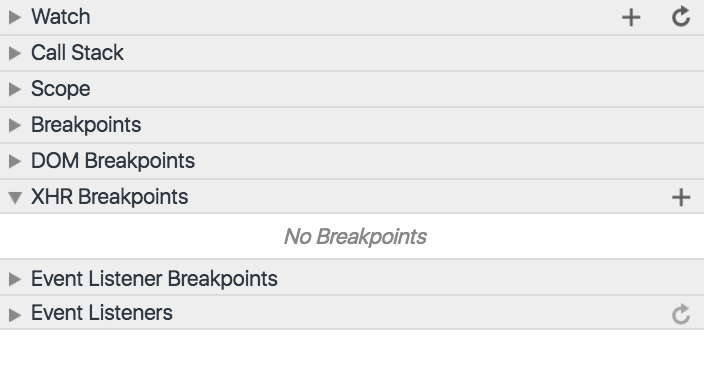 Watch
Call Stack
Scope
Breakpoints
DOM Breakpoints
XHR Breakpoints
No Breakpoints
Event Listener Breakpoints
Event Listeners